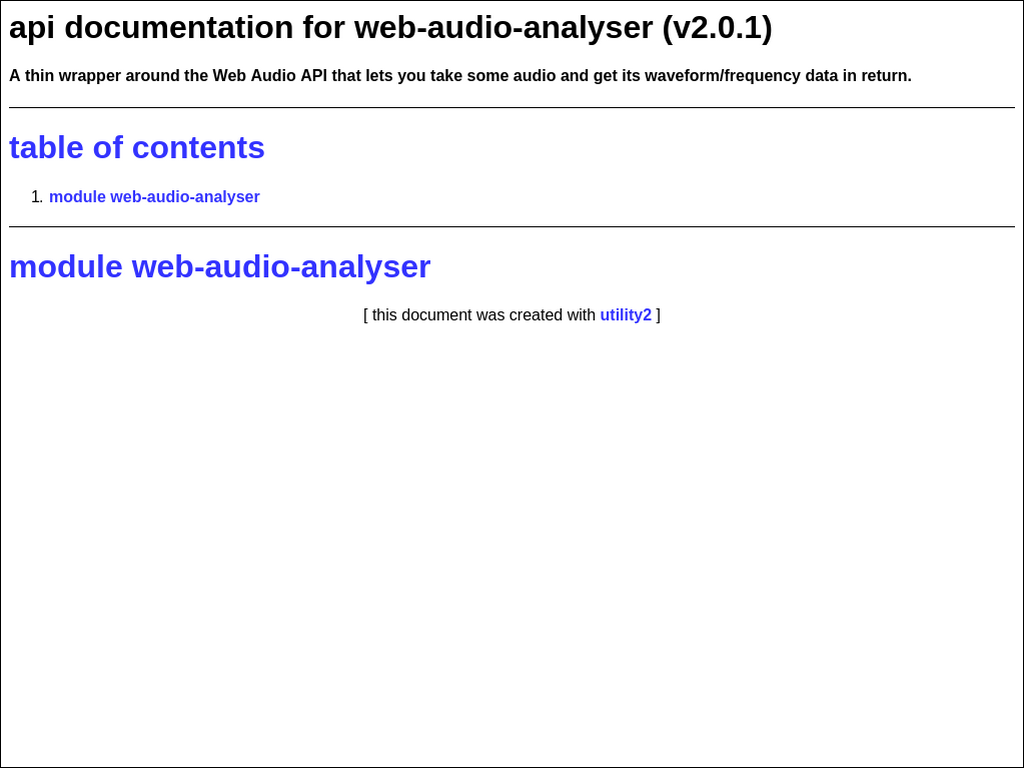 api documentation for web-audio-analyser (v2.0.1)
A thin wrapper around the Web Audio API that lets you take some audio and get its waveform/frequency data in return.
table of contents
1. module web-audio-analyser
module web-audio-analyser
[ this document was created with utility2 ]